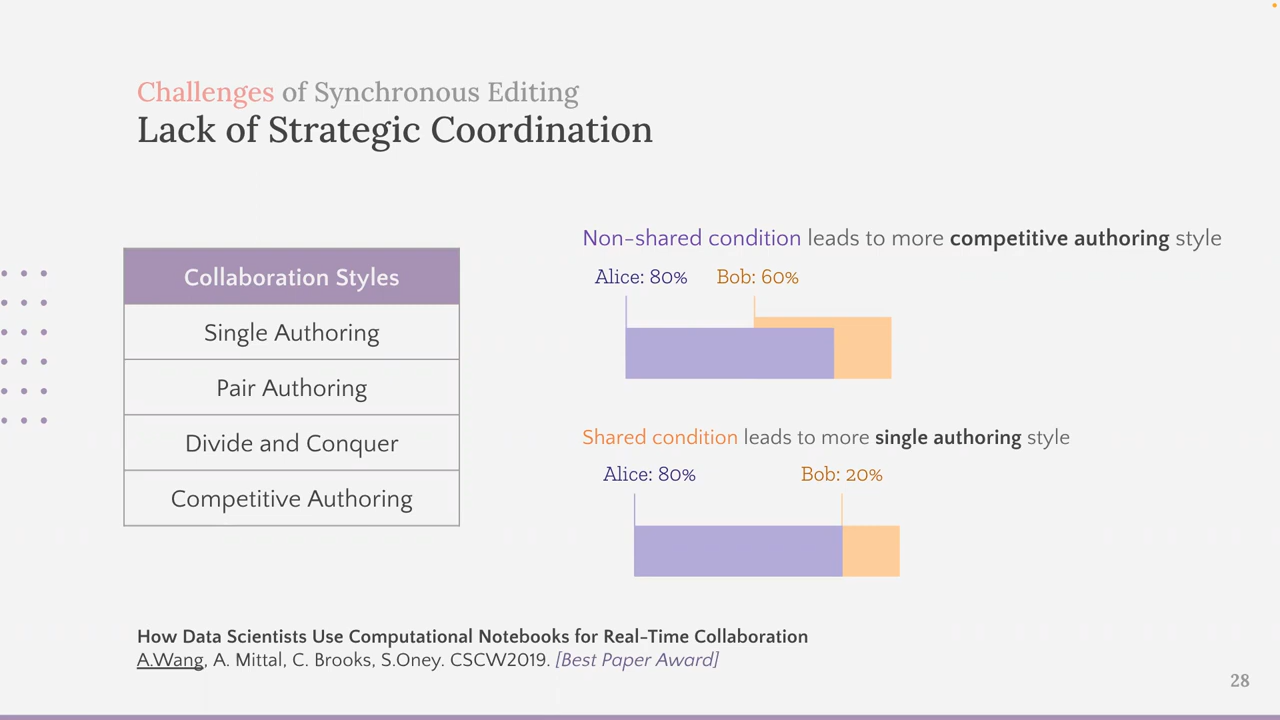 Challenges of Synchronous Editing
Lack of Strategic Coordination
Collaboration Styles
Single Authoring
Pair Authoring
Divide and Conquer
Competitive Authoring
Non-shared condition leads to more competitive authoring style
Alice: 80% Bob: 60%
Shared condition leads to more single authoring style
Alice: 80% Bob: 20%
How Data Scientists Use Computational Notebooks for Real-Time Collaboration
A.Wang, A. Mittal, C. Brooks, S.Oney. CSCW2019. [Best Paper Award]
28